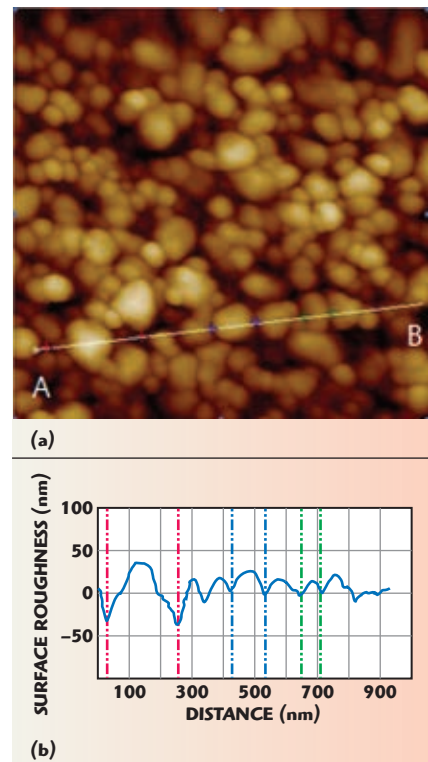 A
B
(a)
SURFACE ROUGHNESS (nm)
100
50
0
–50
100 300 500 700 900
DISTANCE (nm)
(b)